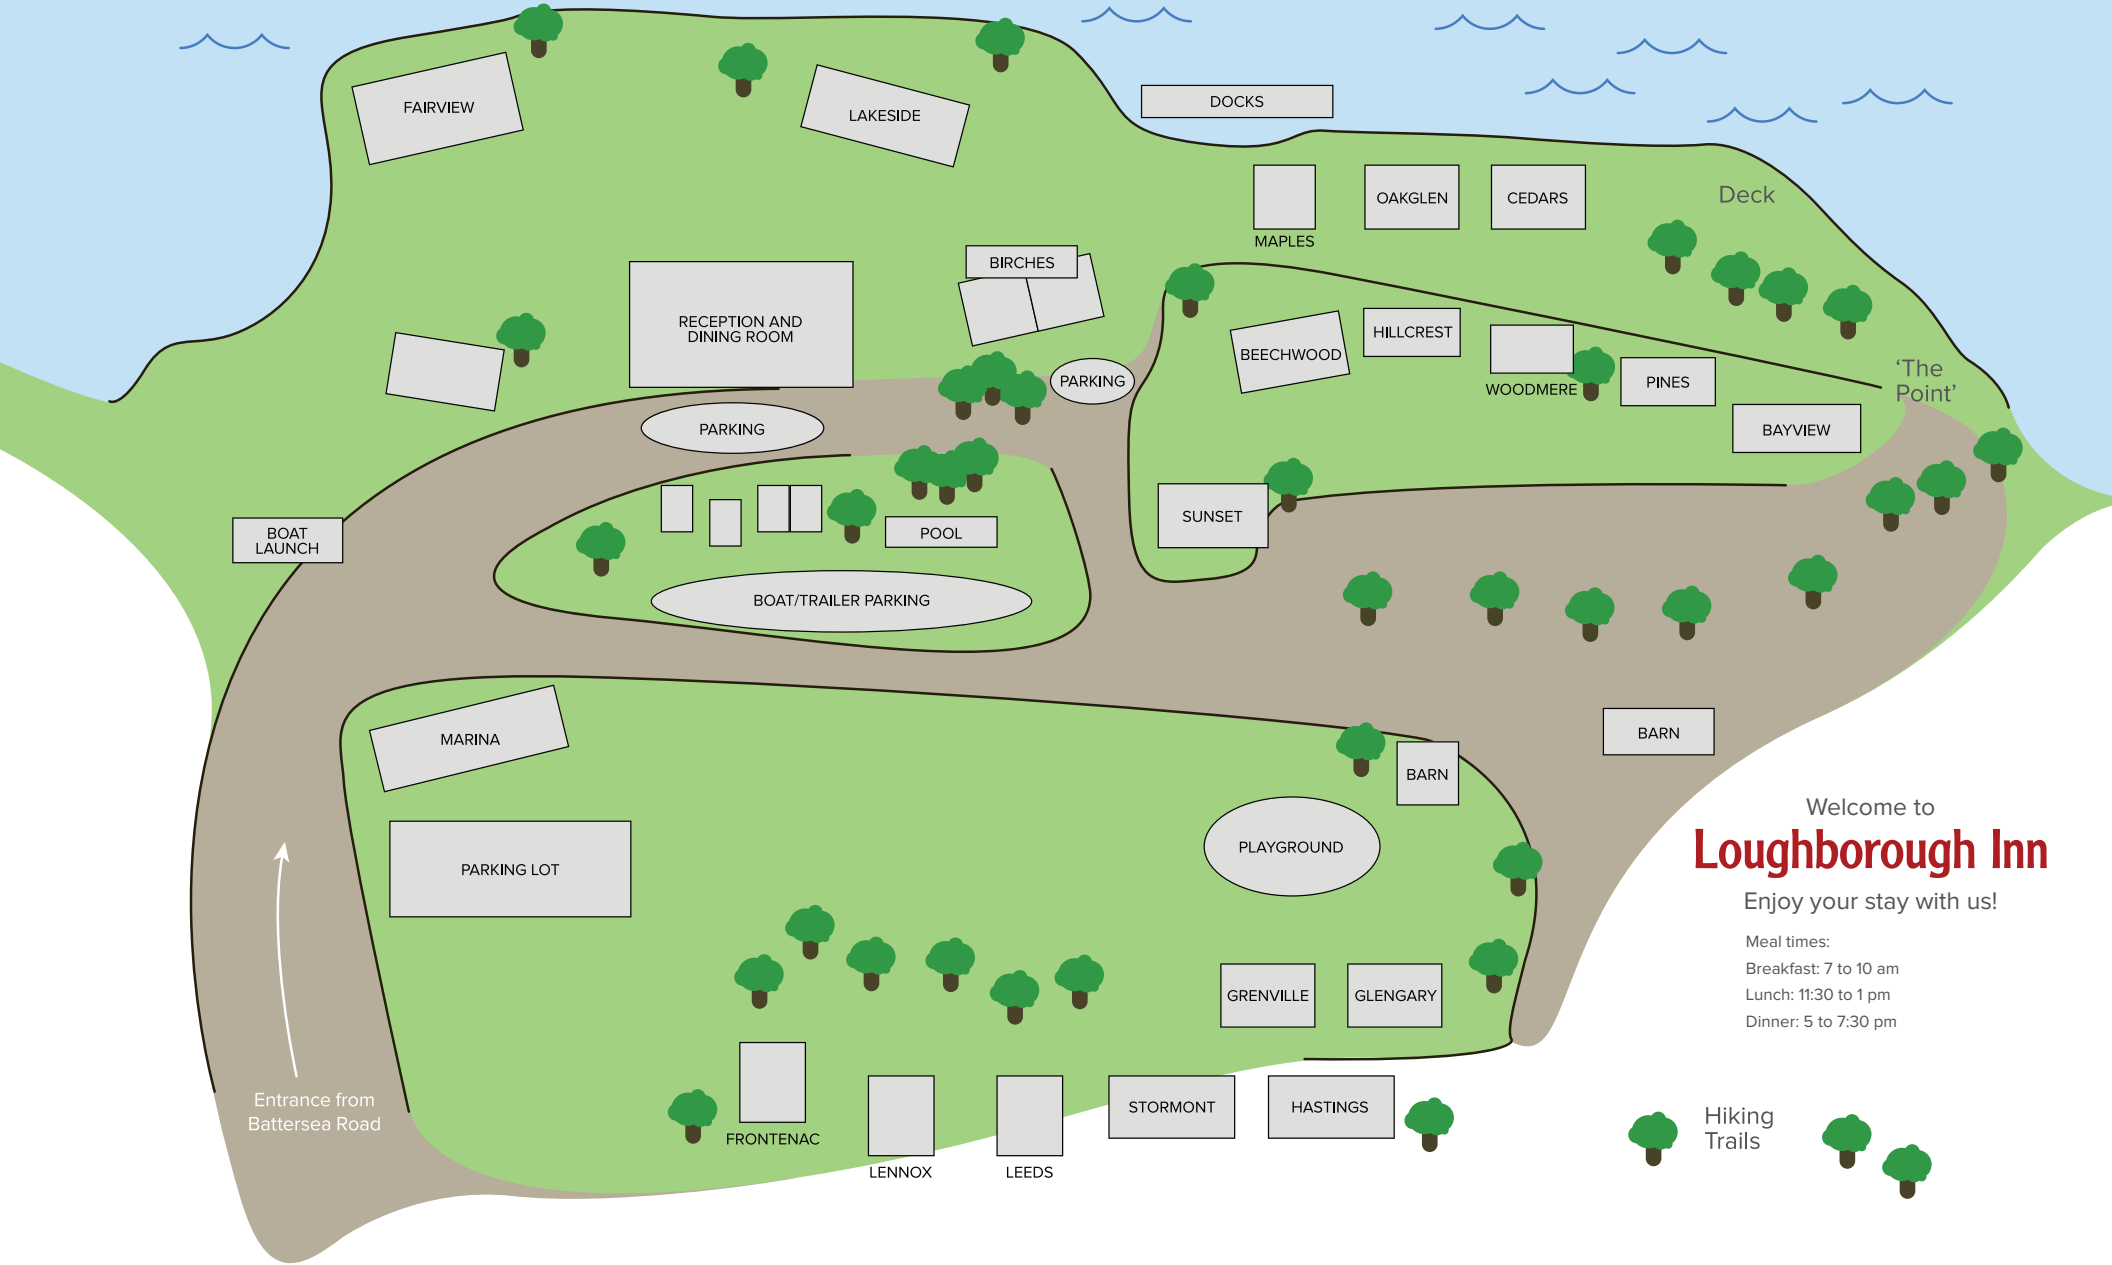 DOCKS
FAIRVIEW
LAKESIDE
OAKGLEN
CEDARS
Deck
MAPLES
BIRCHES
RECEPTION AND
DINING ROOM
BEECHWOOD
HILLCREST
WOODMERE
PINES
‘The
Point’
PARKING
PARKING
BAYVIEW
SUNSET
BOAT
LAUNCH
POOL
BOAT/TRAILER PARKING
MARINA
BARN
BARN
PARKING LOT
PLAYGROUND
Welcome to
Loughborough Inn
Enjoy your stay with us!
Meal times:
Breakfast: 7 to 10 am
Lunch: 11:30 to 1 pm
Dinner: 5 to 7:30 pm
GRENVILLE
GLENGARY
Entrance from
Battersea Road
FRONTENAC
LENNOX
LEEDS
STORMONT
HASTINGS
Hiking
Trails